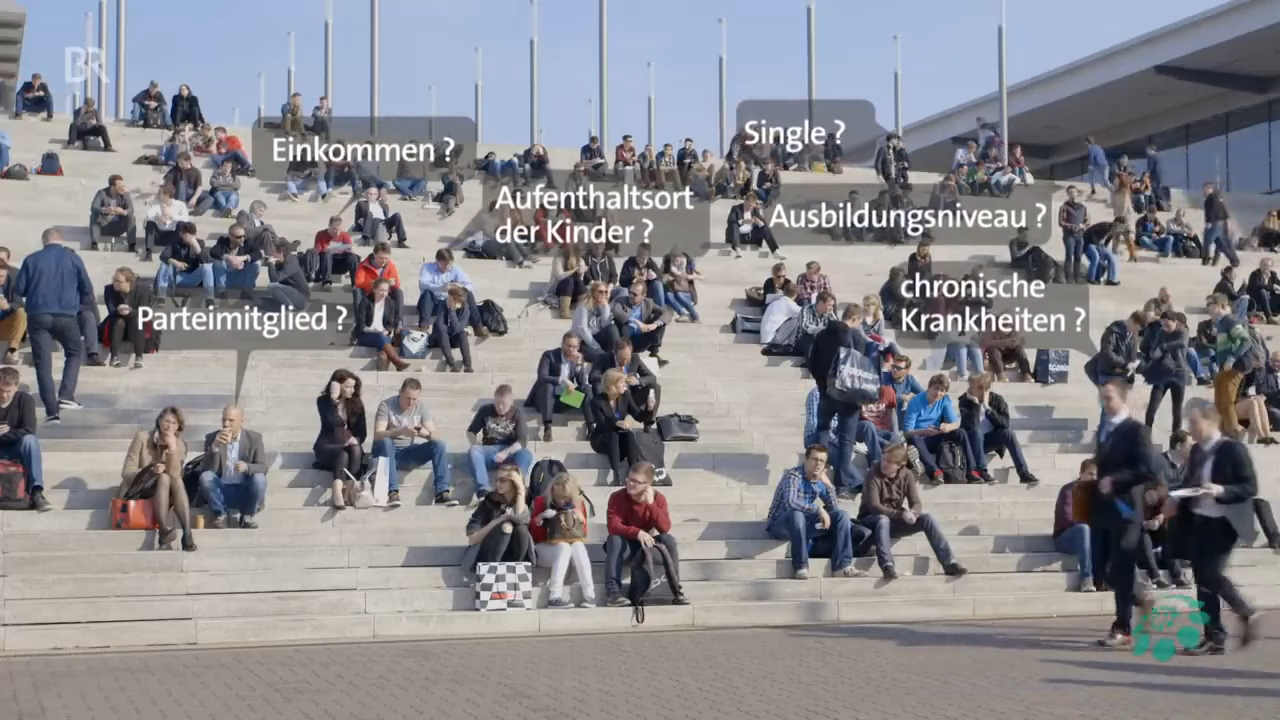 BR
Single ?
Einkommen ?
Aufenthaltsort
der Kinder ?
Ausbildungsniveau ?
chronische
Krankheiten ?
Parteimitglied ?